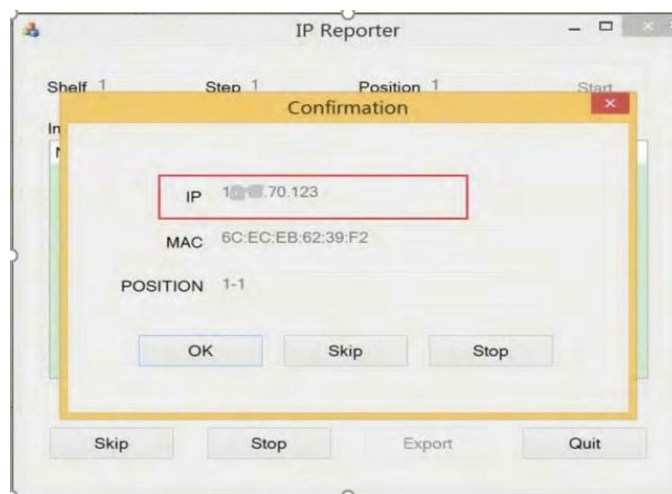 IP Reporter
Shelf 1 Step 1 Position 1 Start
Confirmation
IP .70.123
MAC 6C:EC:EB:62:39:F2
POSITION 1-1
OK Skip Stop
Skip Stop Export Quit